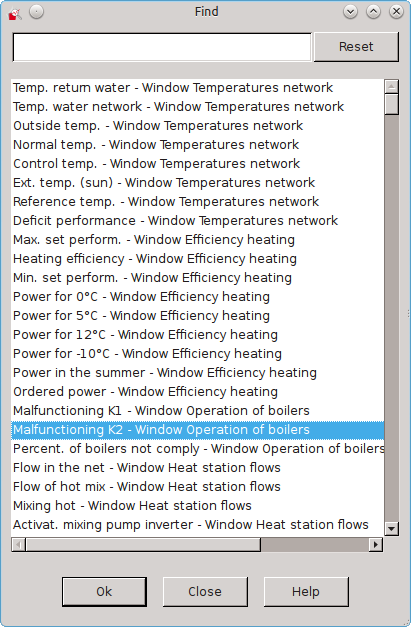 Find
Reset
Temp. return water - Window Temperatures network
Temp. water network - Window Temperatures network
Outside temp. - Window Temperatures network
Normal temp. - Window Temperatures network
Control temp. - Window Temperatures network
Ext. temp. (sun) - Window Temperatures network
Reference temp. - Window Temperatures network
Deficit performance - Window Temperatures network
Max. set perform. - Window Efficiency heating
Heating efficiency - Window Efficiency heating
Min. set perform. - Window Efficiency heating
Power for 0°C - Window Efficiency heating
Power for 5°C - Window Efficiency heating
Power for 12°C - Window Efficiency heating
Power for -10°C - Window Efficiency heating
Power in the summer - Window Efficiency heating
Ordered power - Window Efficiency heating
Malfunctioning K1 - Window Operation of boilers
Malfunctioning K2 - Window Operation of boilers
Percent. of boilers not comply - Window Operation of boilers
Flow in the net - Window Heat station flows
Flow of hot mix - Window Heat station flows
Mixing hot - Window Heat station flows
Activat. mixing pump inverter - Window Heat station flows
Ok Close Help